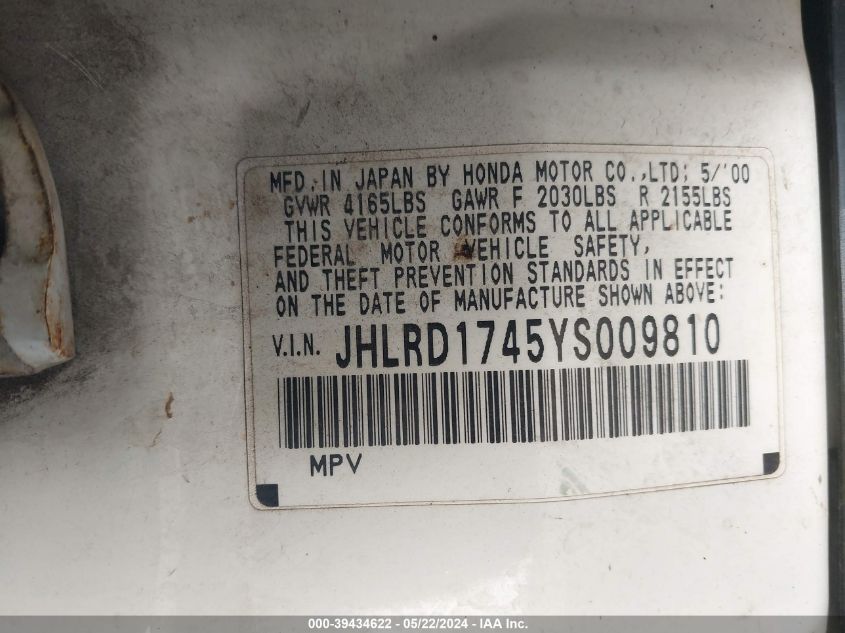 MFD. IN JAPAN BY HONDA MOTOR CO.,LTD; 5/'00
GVWR 4165LBS GAWR F 2030LBS R 2155LBS
THIS VEHICLE CONFORMS TO ALL APPLICABLE
FEDERAL MOTOR VEHICLE SAFETY,
AND THEFT PREVENTION STANDARDS IN EFFECT
ON THE DATE OF MANUFACTURE SHOWN ABOVE:
V.I.N. JHLRD1745YS009810
MPV
000-39434622 - 05/22/2024 - IAA Inc.